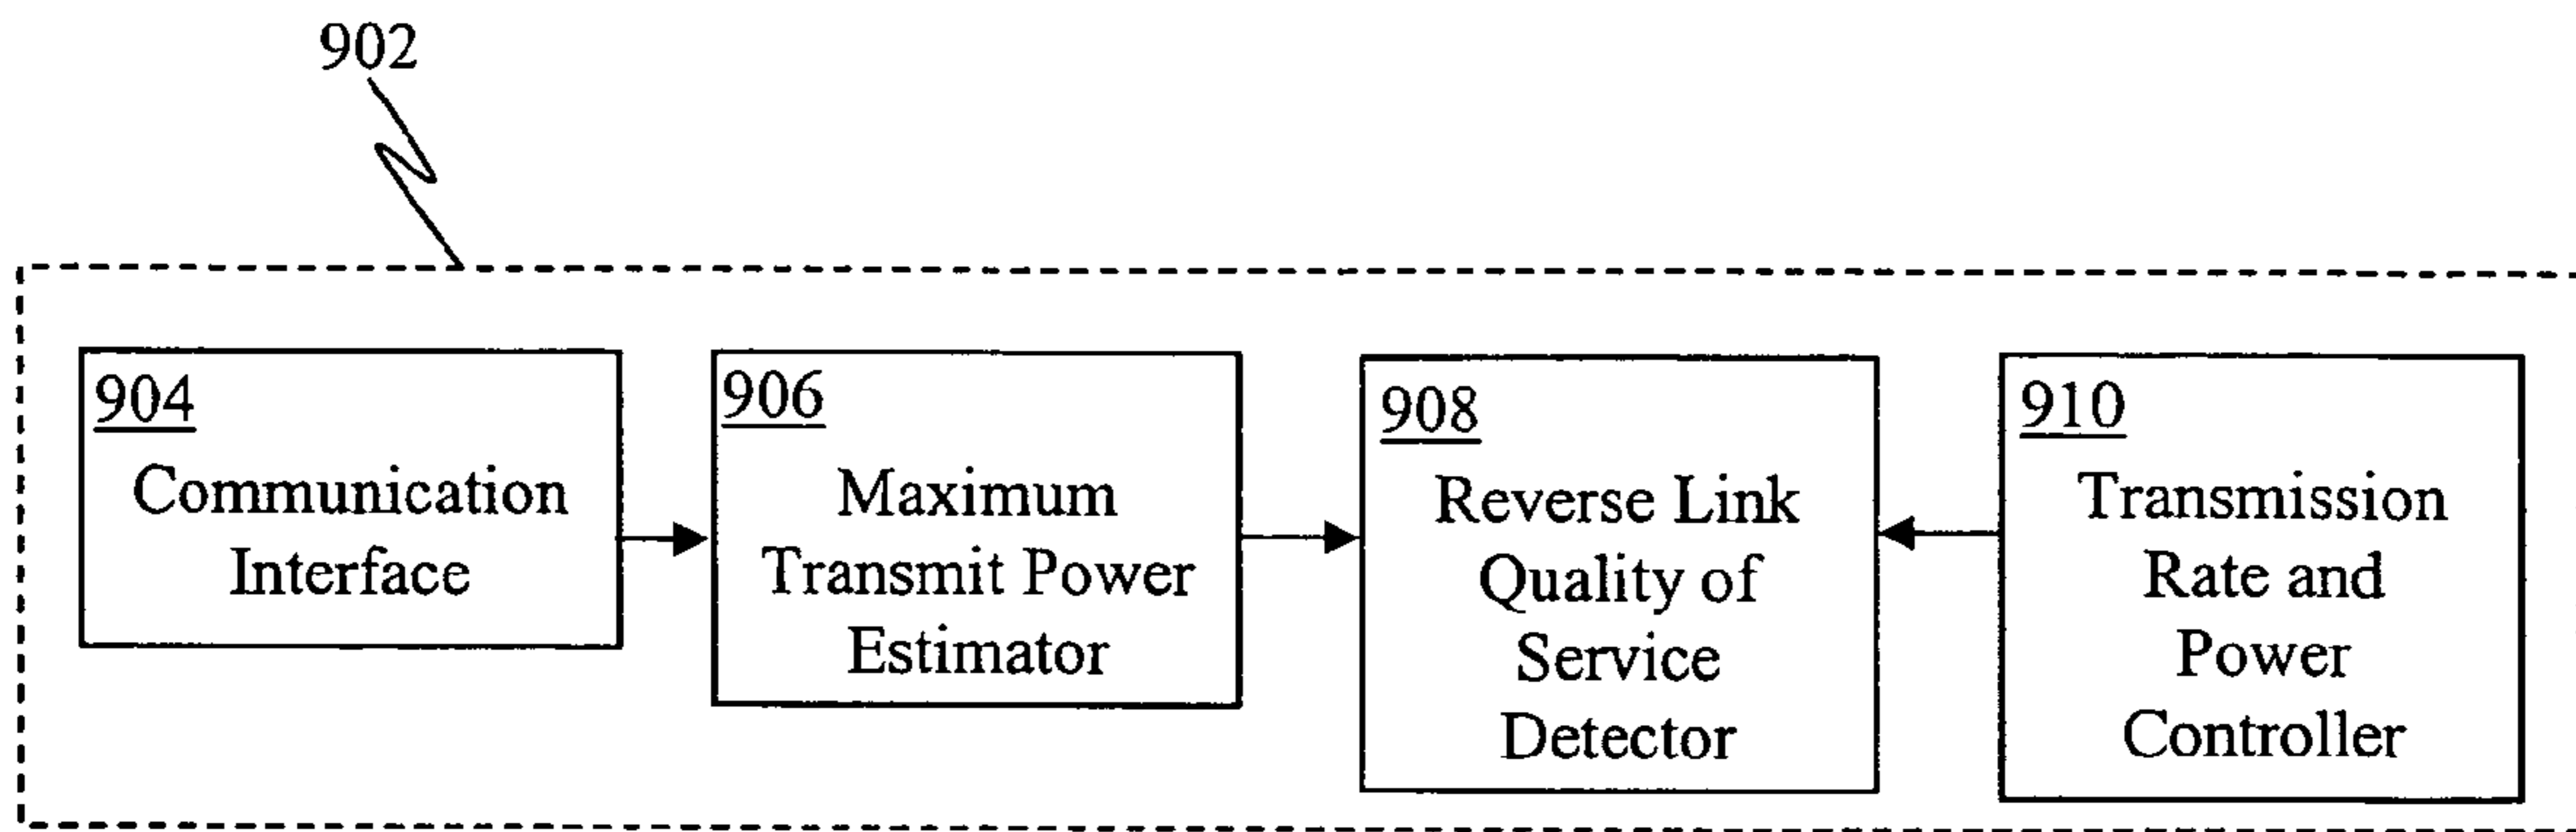 902
904
Communication
Interface
906
Maximum
Transmit Power
Estimator
908
Reverse Link
Quality of
Service
Detector
910
Transmission
Rate and
Power
Controller